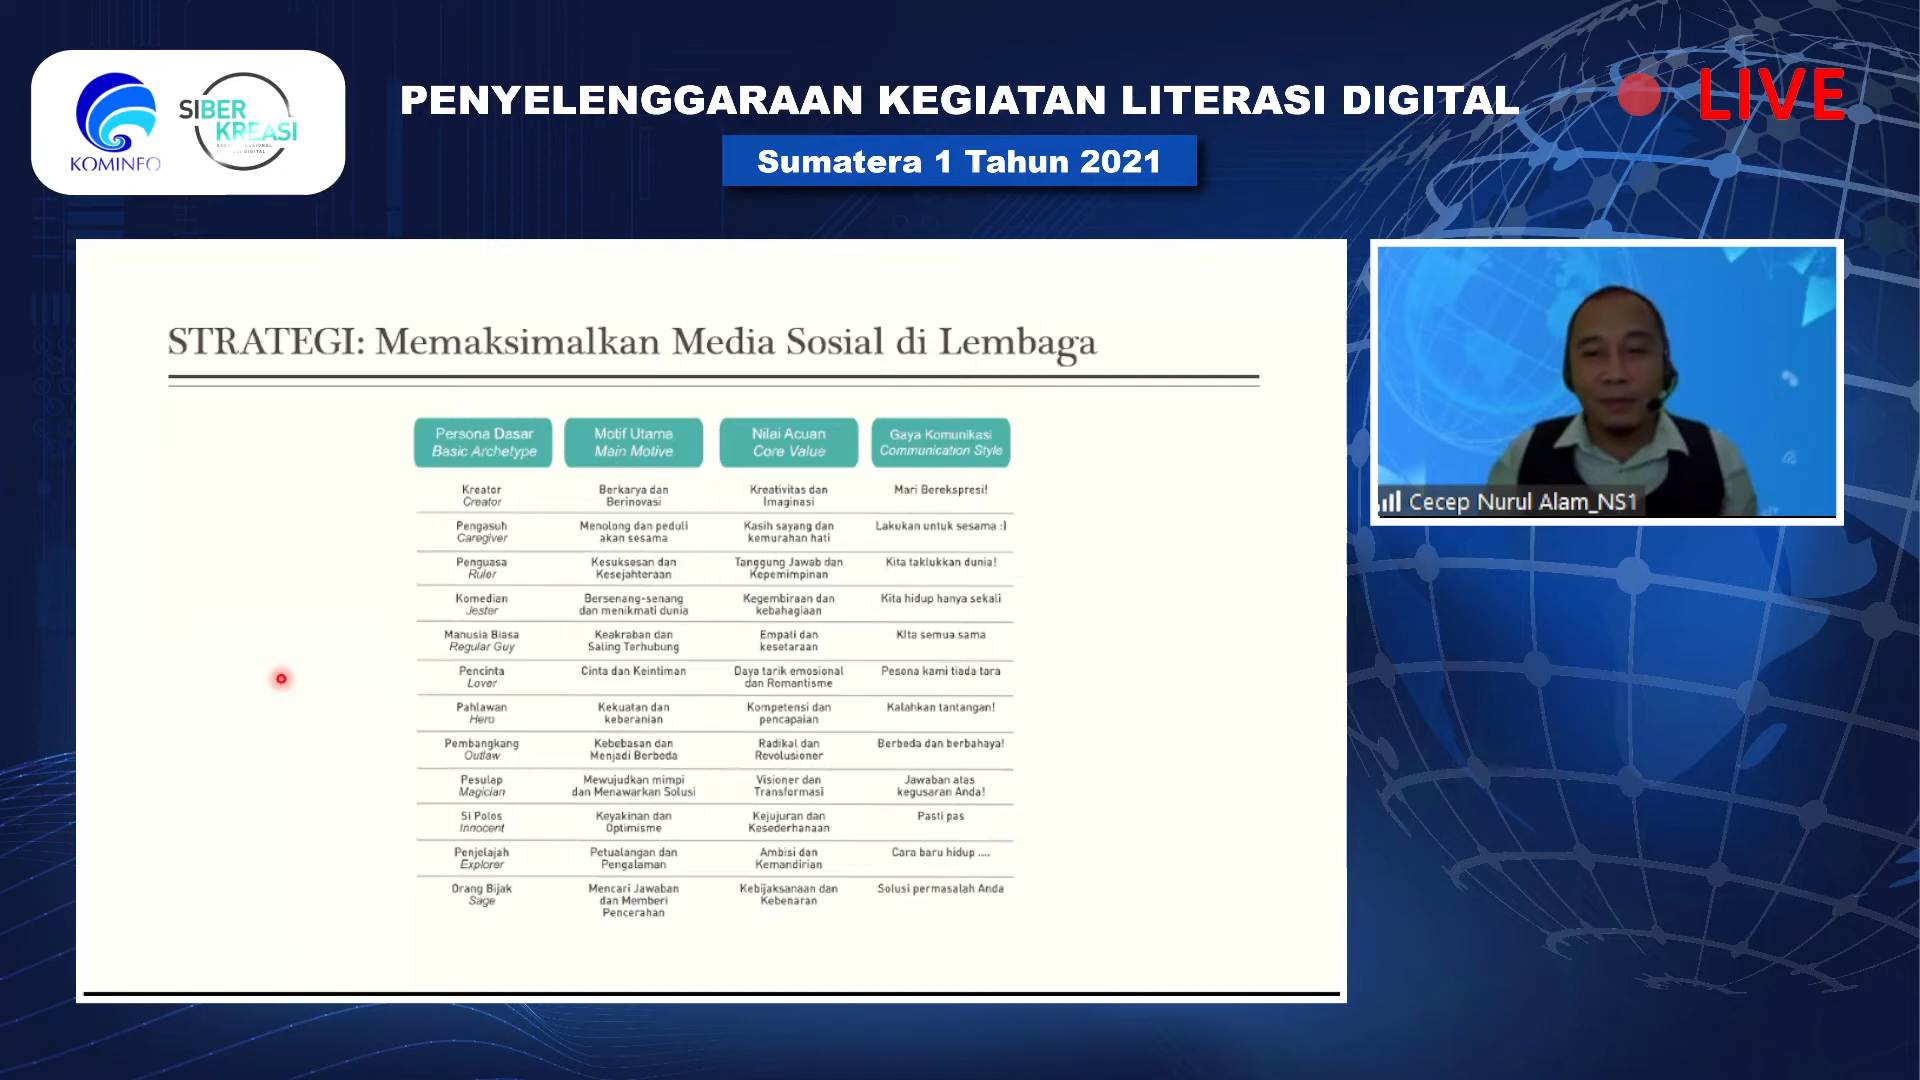 KOMINFO
SIBER
KREASI
PENYELENGGARAAN KEGIATAN LITERASI DIGITAL
Sumatera 1 Tahun 2021
LIVE
STRATEGI: Memaksimalkan Media Sosial di Lembaga
Persona Dasar
Basic Archetype
Motif Utama
Main Motive
Nilai Acuan
Core Value
Gaya Komunikasi
Communication Style
Kreator
Creator
Berkarya dan
Berinovasi
Kreativitas dan
Imaginasi
Mari Berekspresi!
Pengasuh
Caregiver
Menolong dan peduli
akan sesama
Kasih sayang dan
kemurahan hati
Lakukan untuk sesama :)
Penguasa
Ruler
Kesuksesan dan
Kesejahteraan
Tanggung Jawab dan
Kepemimpinan
Kita taklukkan dunia!
Komedian
Jester
Bersenang-senang
dan menikmati dunia
Kegembiraan dan
kebahagiaan
Kita hidup hanya sekali
Manusia Biasa
Regular Guy
Keakraban dan
Saling Terhubung
Empati dan
kesetaraan
KIta semua sama
Pencinta
Lover
Cinta dan Keintiman
Daya tarik emosional
dan Romantisme
Pesona kami tiada tara
Pahlawan
Hero
Kekuatan dan
keberanian
Kompetensi dan
pencapaian
Kalahkan tantangan!
Pembangkang
Outlaw
Kebebasan dan
Menjadi Berbeda
Radikal dan
Revolusioner
Berbeda dan berbahaya!
Pesulap
Magician
Mewujudkan mimpi
dan Menawarkan Solusi
Visioner dan
Transformasi
Jawaban atas
kegusaran Anda!
Si Polos
Innocent
Keyakinan dan
Optimisme
Kejujuran dan
Kesederhanaan
Pasti pas
Penjelajah
Explorer
Petualangan dan
Pengalaman
Ambisi dan
Kemandirian
Cara baru hidup ....
Orang Bijak
Sage
Mencari Jawaban
dan Memberi
Pencerahan
Kebijaksanaan dan
Kebenaran
Solusi permasalah Anda
Cecep Nurul Alam_NS1